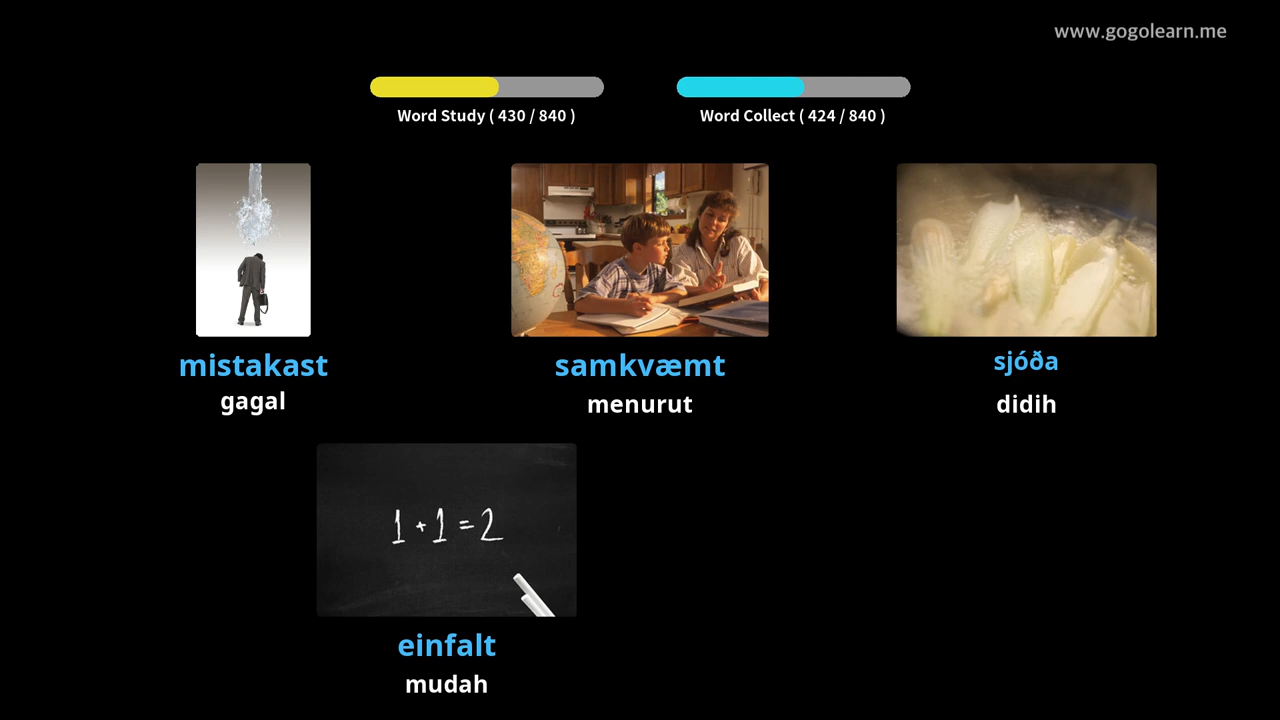 www.gogolearn.me
Word Study ( 430 / 840 )
Word Collect ( 424 / 840 )
mistakast
gagal
samkvæmt
menurut
sjóða
didih
1 + 1 = 2
einfalt
mudah